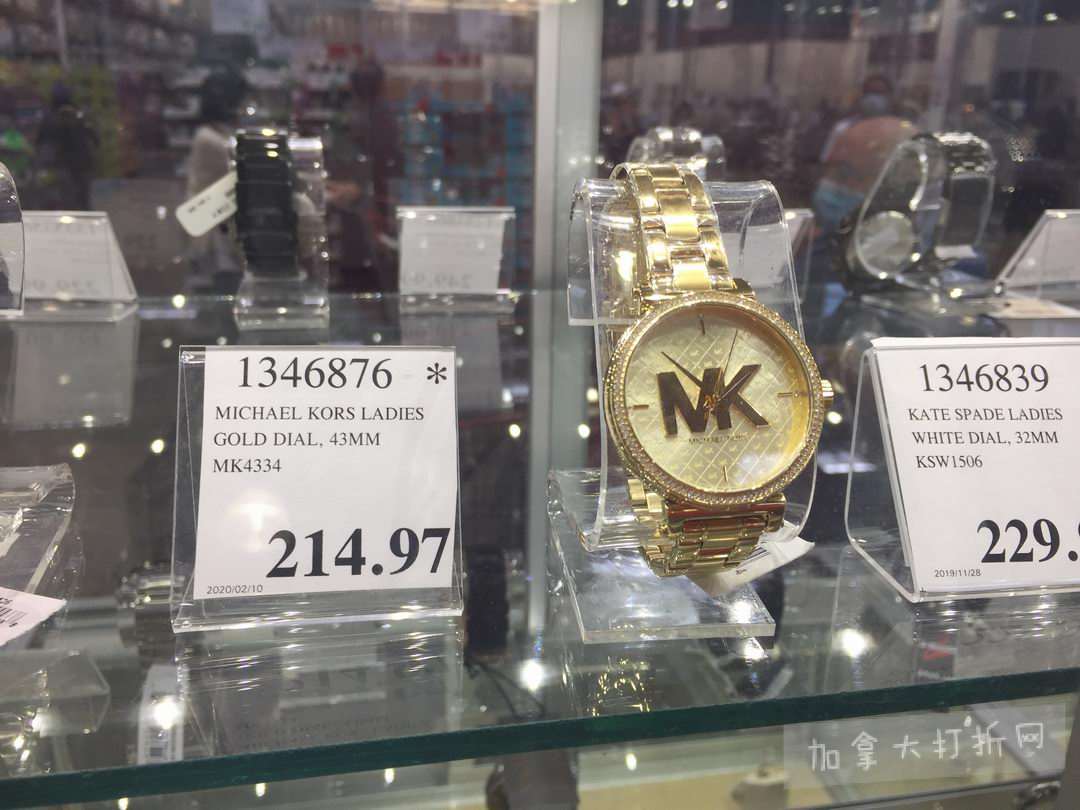 1346876 *
MICHAEL KORS LADIES
GOLD DIAL, 43MM
MK4334
214.97
2020/02/10
MK
MICHAEL KORS
1346839
KATE SPADE LADIES
WHITE DIAL, 32MM
KSW1506
229.9
2019/11/28
加拿大打折网